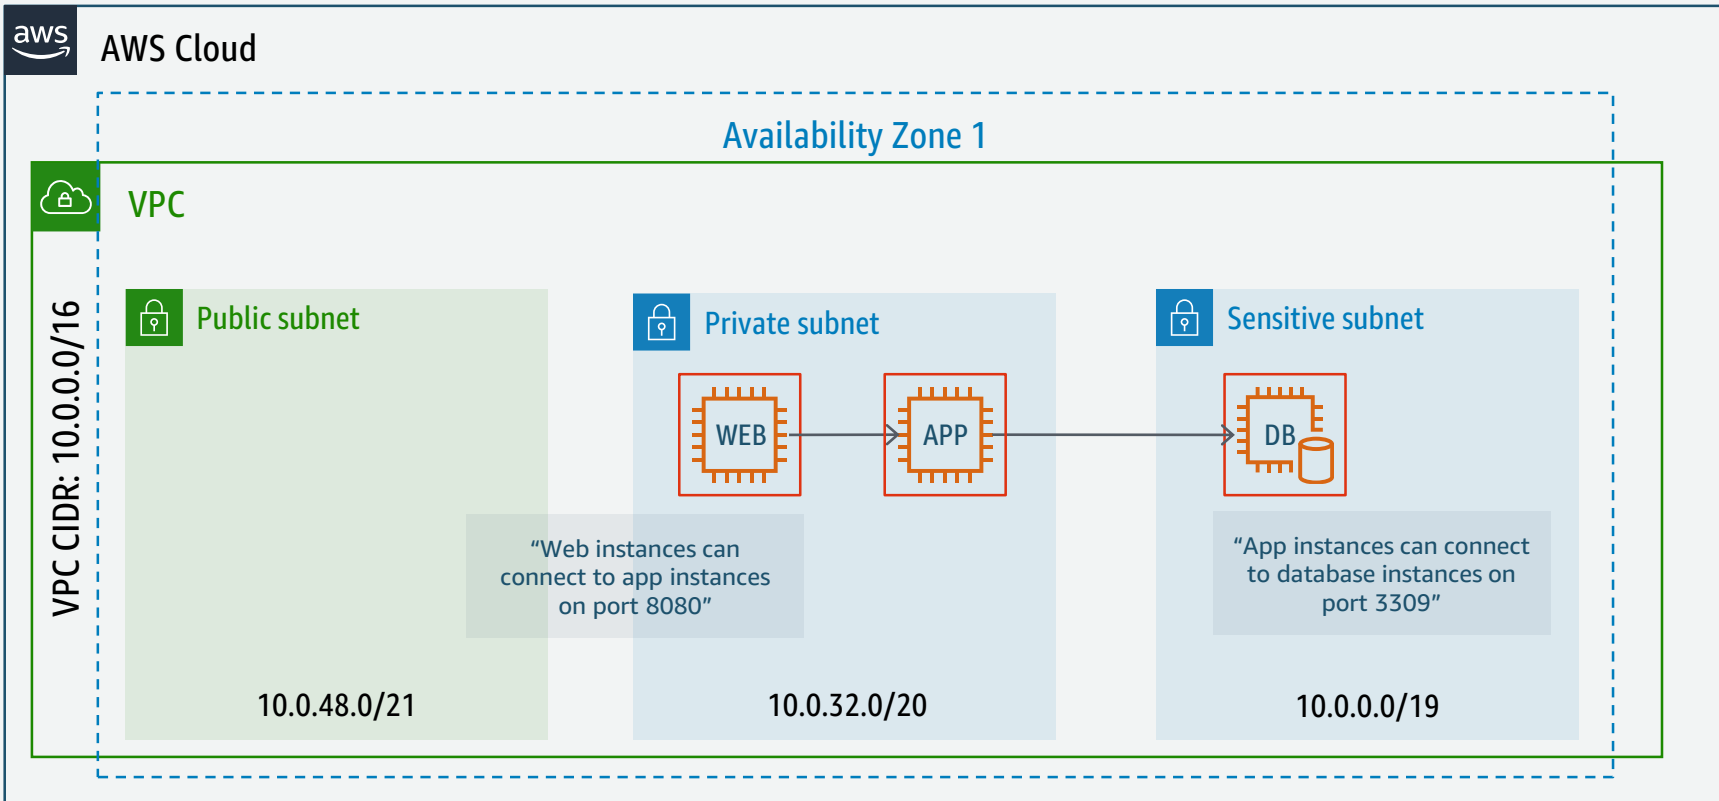 aws
AWS Cloud
Availability Zone 1
VPC
VPC CIDR: 10.0.0.0/16
Public subnet
10.0.48.0/21
Private subnet
WEB
APP
“Web instances can
connect to app instances
on port 8080”
10.0.32.0/20
Sensitive subnet
DB
“App instances can connect
to database instances on
port 3309”
10.0.0.0/19